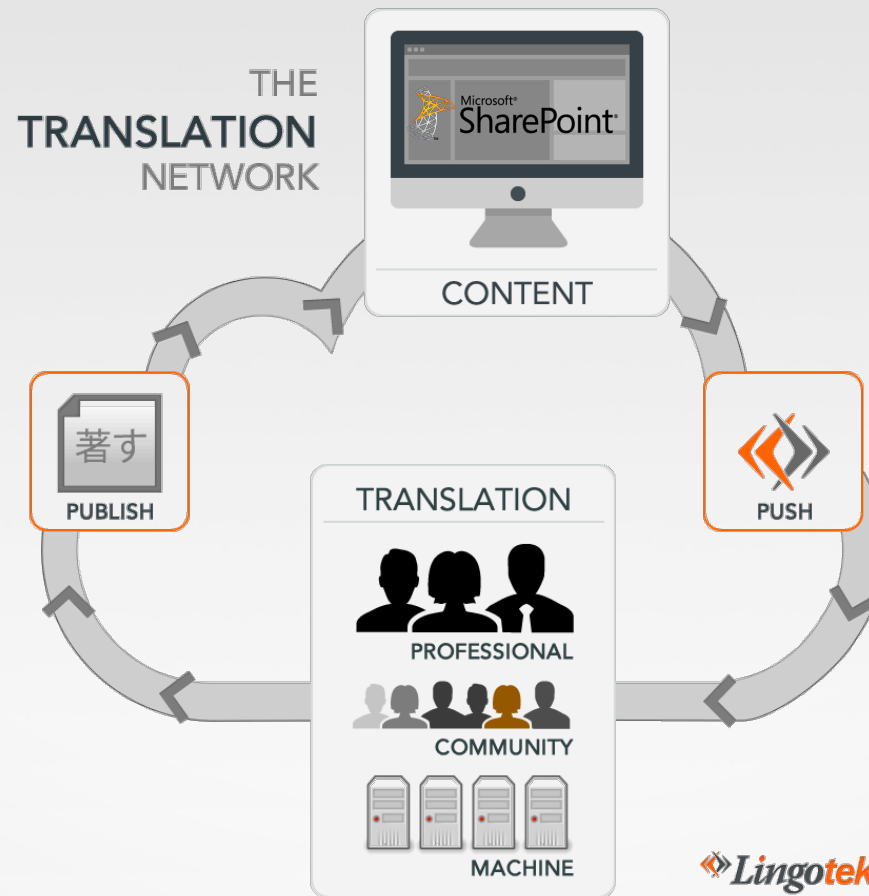 THE
TRANSLATION
NETWORK
Microsoft®
SharePoint®
CONTENT
著す
PUBLISH
PUSH
TRANSLATION
PROFESSIONAL
COMMUNITY
MACHINE
Lingotek